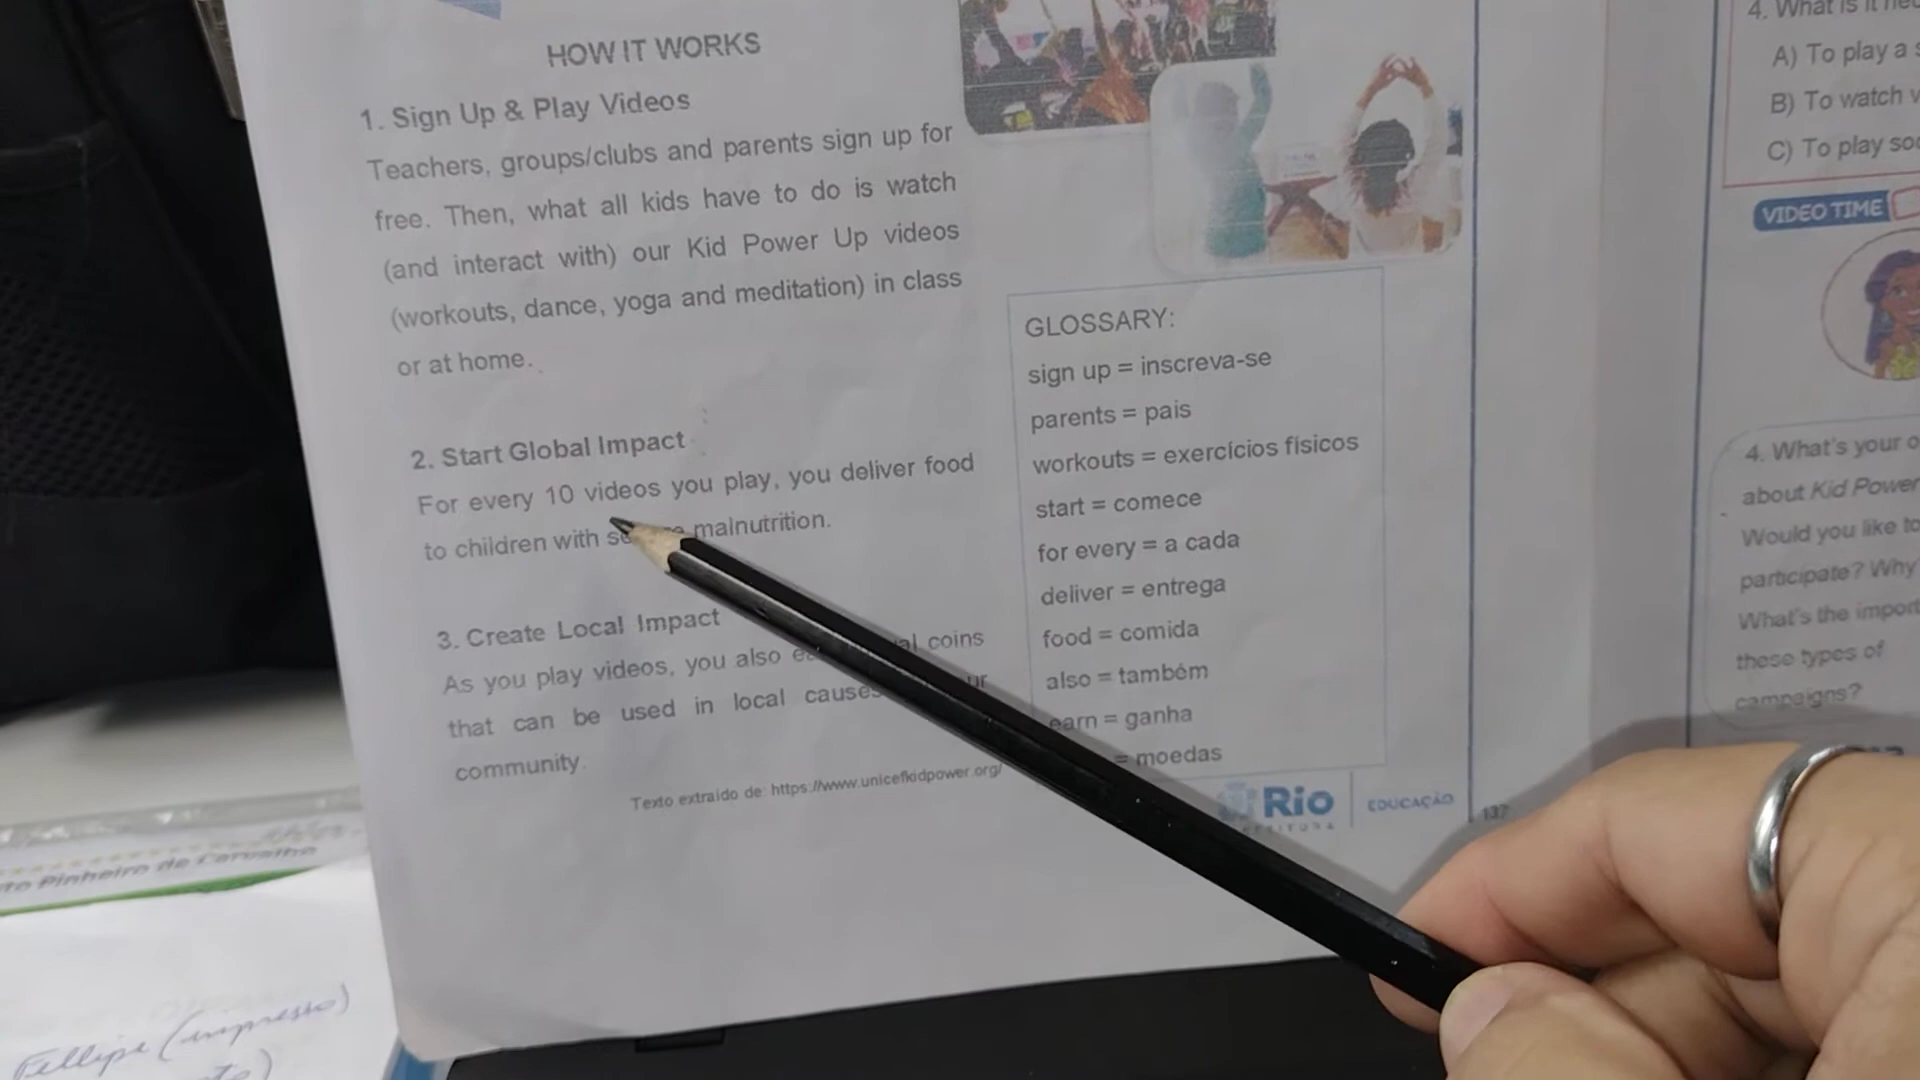 HOW IT WORKS
1. Sign Up & Play Videos
Teachers, groups/clubs and parents sign up for
free. Then, what all kids have to do is watch
(and interact with) our Kid Power Up videos
(workouts, dance, yoga and meditation) in class
or at home.
2. Start Global Impact
For every 10 videos you play, you deliver food
to children with malnutrition.
3. Create Local Impact
As you play videos, you also coins
that can be used in local causes
community.
Texto extraído de: https://www.unicefkidpower.org/
GLOSSARY:
sign up = inscreva-se
parents = pais
workouts = exercícios físicos
start = comece
for every = a cada
deliver = entrega
food = comida
also = também
earn = ganha
= moedas
Rio
PREFEITURA
EDUCAÇÃO
137
4. What is it
A) To play a
B) To watch
C) To play
VIDEO TIME
4. What's your
about Kid Power
Would you like to
participate? Why
What's the
these types of
campaigns?
Pinheiro de Carvalho
Fellipe (impresso)